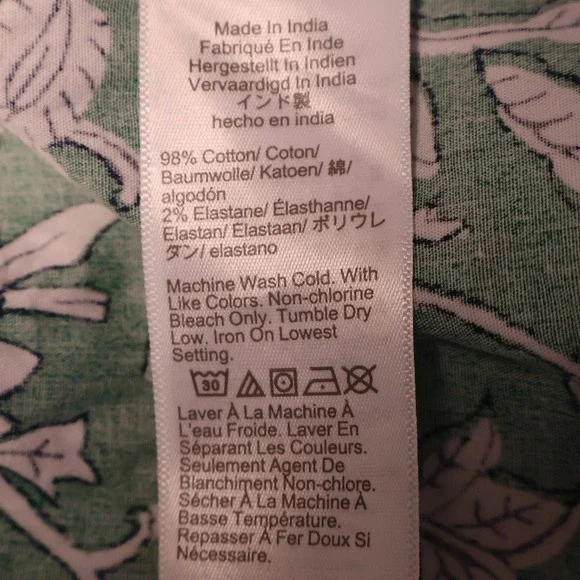 Made In India
Fabriqué En Inde
Hergestellt In Indien
Vervaardigd In India
インド製
hecho en india
98% Cotton/ Coton/
Baumwolle/ Katoen/ 綿/
algodón
2% Elastane/ Élasthanne/
Elastan/ Elastaan/ ポリウレ
タン/ elastano
Machine Wash Cold. With
Like Colors. Non-chlorine
Bleach Only. Tumble Dry
Low. Iron On Lowest
Setting.
30
Laver À La Machine À
L'eau Froide. Laver En
Séparant Les Couleurs.
Seulement Agent De
Blanchiment Non-chlore.
Sécher À La Machine À
Basse Température.
Repasser À Fer Doux Si
Nécessaire.